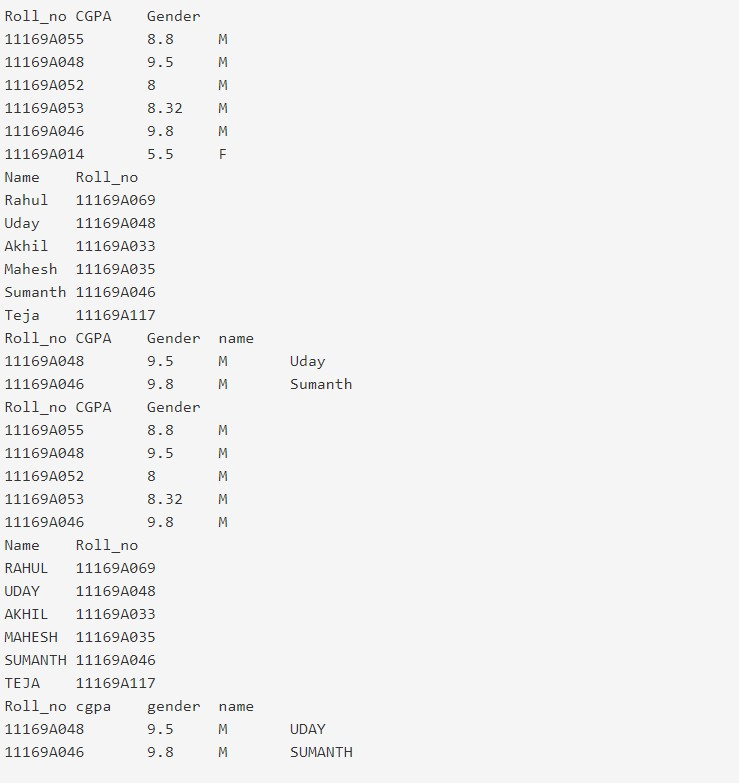 Roll_no CGPA    Gender
11169A055       8.8     M
11169A048       9.5     M
11169A052       8       M
11169A053       8.32    M
11169A046       9.8     M
11169A014       5.5     F
Name    Roll_no
Rahul   11169A069
Uday    11169A048
Akhil   11169A033
Mahesh  11169A035
Sumanth 11169A046
Teja    11169A117
Roll_no CGPA    Gender  name
11169A048       9.5     M       Uday
11169A046       9.8     M       Sumanth
Roll_no CGPA    Gender
11169A055       8.8     M
11169A048       9.5     M
11169A052       8       M
11169A053       8.32    M
11169A046       9.8     M
Name    Roll_no
RAHUL   11169A069
UDAY    11169A048
AKHIL   11169A033
MAHESH  11169A035
SUMANTH 11169A046
TEJA    11169A117
Roll_no cgpa    gender  name
11169A048       9.5     M       UDAY
11169A046       9.8     M       SUMANTH